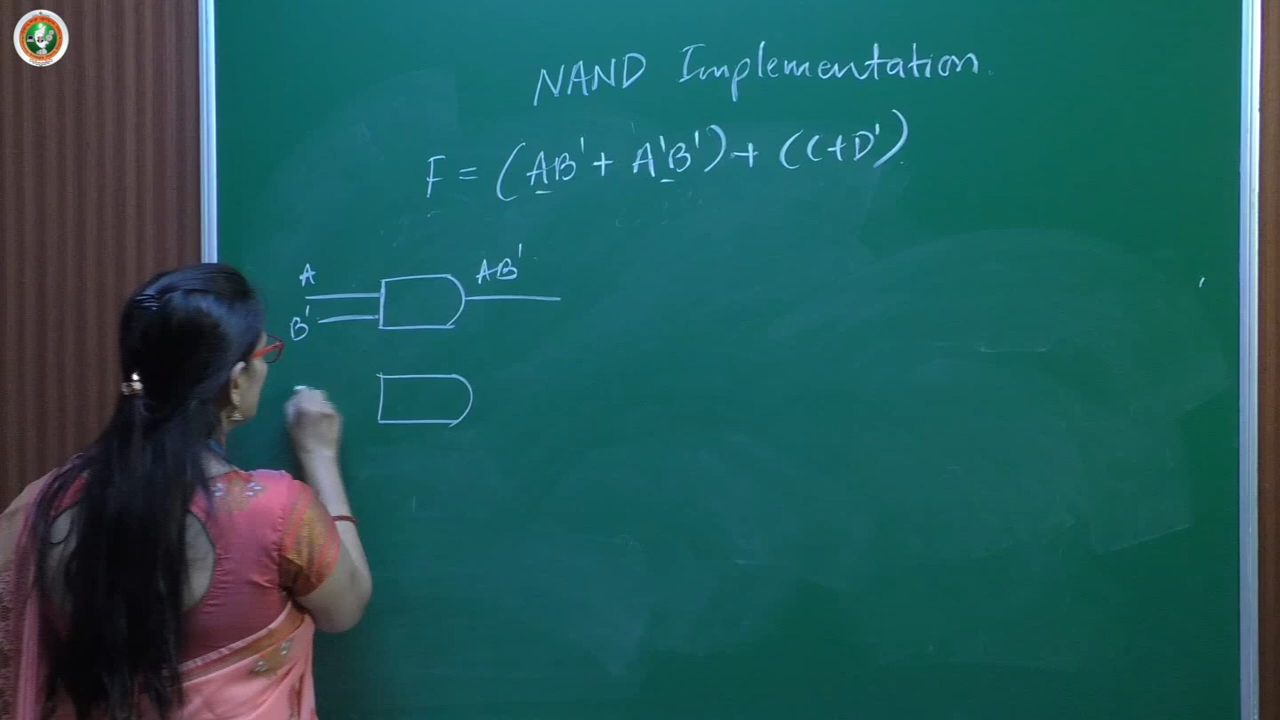 NAND Implementation.
F = (AB' + A'B') + ((+D')
A
AB'
B'